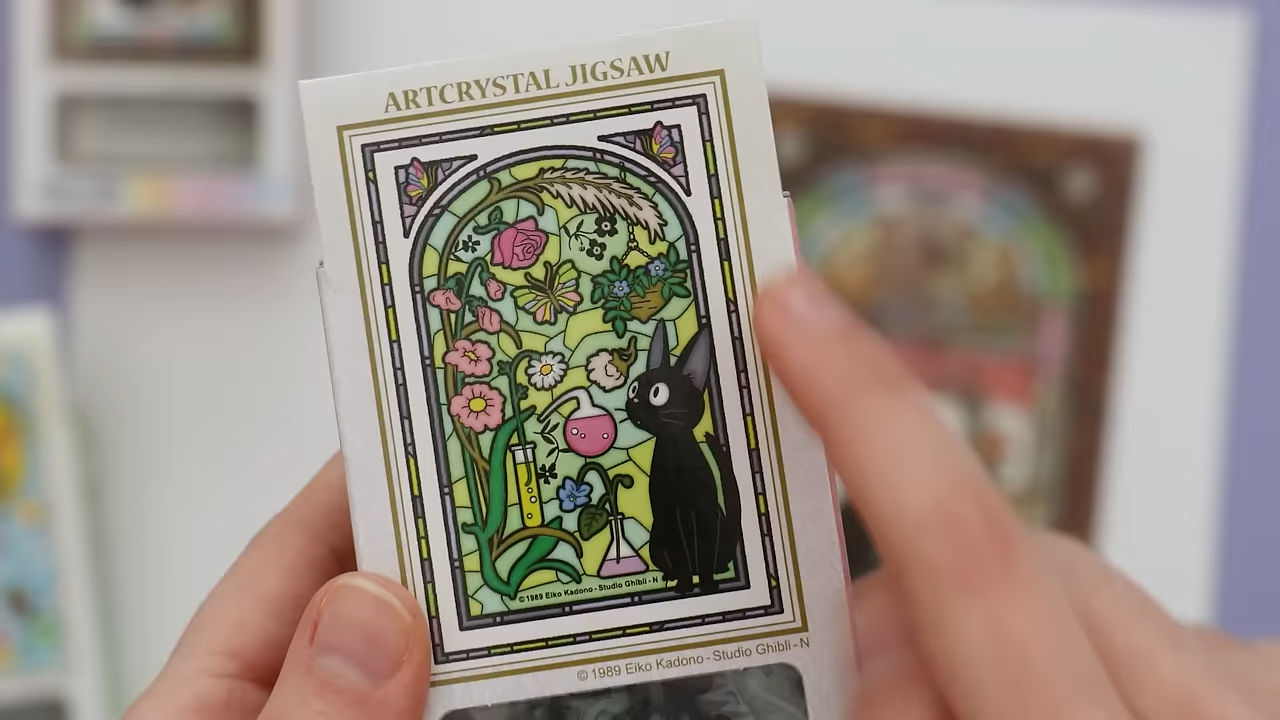 ARTCRYSTAL JIGSAW
©1989 Eiko Kadono - Studio Ghibli - N
© 1989 Eiko Kadono - Studio Ghibli - N